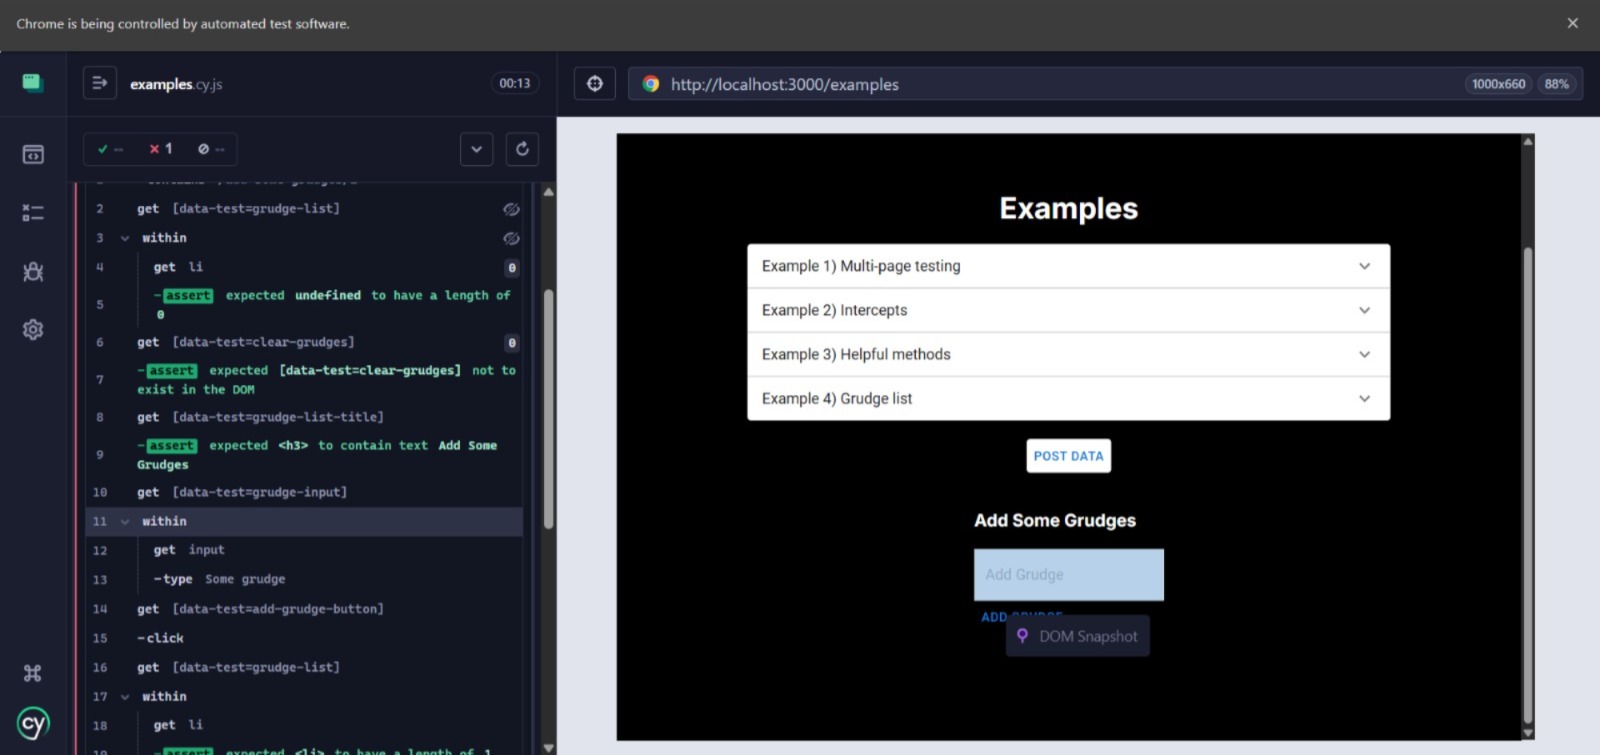 Chrome is being controlled by automated test software.
examples.cy.js
00:13
http://localhost:3000/examples
1000x660
88%
--
1
--
2 get [data-test=grudge-list]
3 within
4 get li 0
5 -assert expected undefined to have a length of
0
6 get [data-test=clear-grudges] 0
7 -assert expected [data-test=clear-grudges] not to
exist in the DOM
8 get [data-test=grudge-list-title]
9 -assert expected <h3> to contain text Add Some
Grudges
10 get [data-test=grudge-input]
11 within
12 get input
13 -type Some grudge
14 get [data-test=add-grudge-button]
15 -click
16 get [data-test=grudge-list]
17 within
18 get li
19 -assert expected <li> to have a length of 1
cy
Examples
Example 1) Multi-page testing
Example 2) Intercepts
Example 3) Helpful methods
Example 4) Grudge list
POST DATA
Add Some Grudges
Add Grudge
ADD GRUDGE
DOM Snapshot